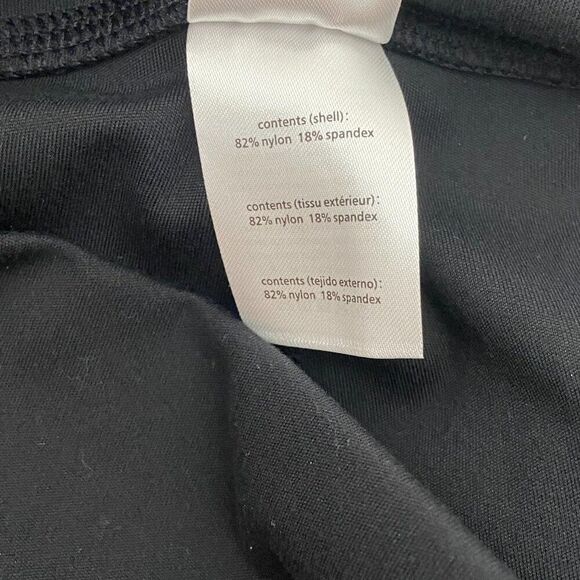 contents (shell):
82% nylon 18% spandex
contents (tissu extérieur):
82% nylon 18% spandex
contents (tejido externo):
82% nylon 18% spandex